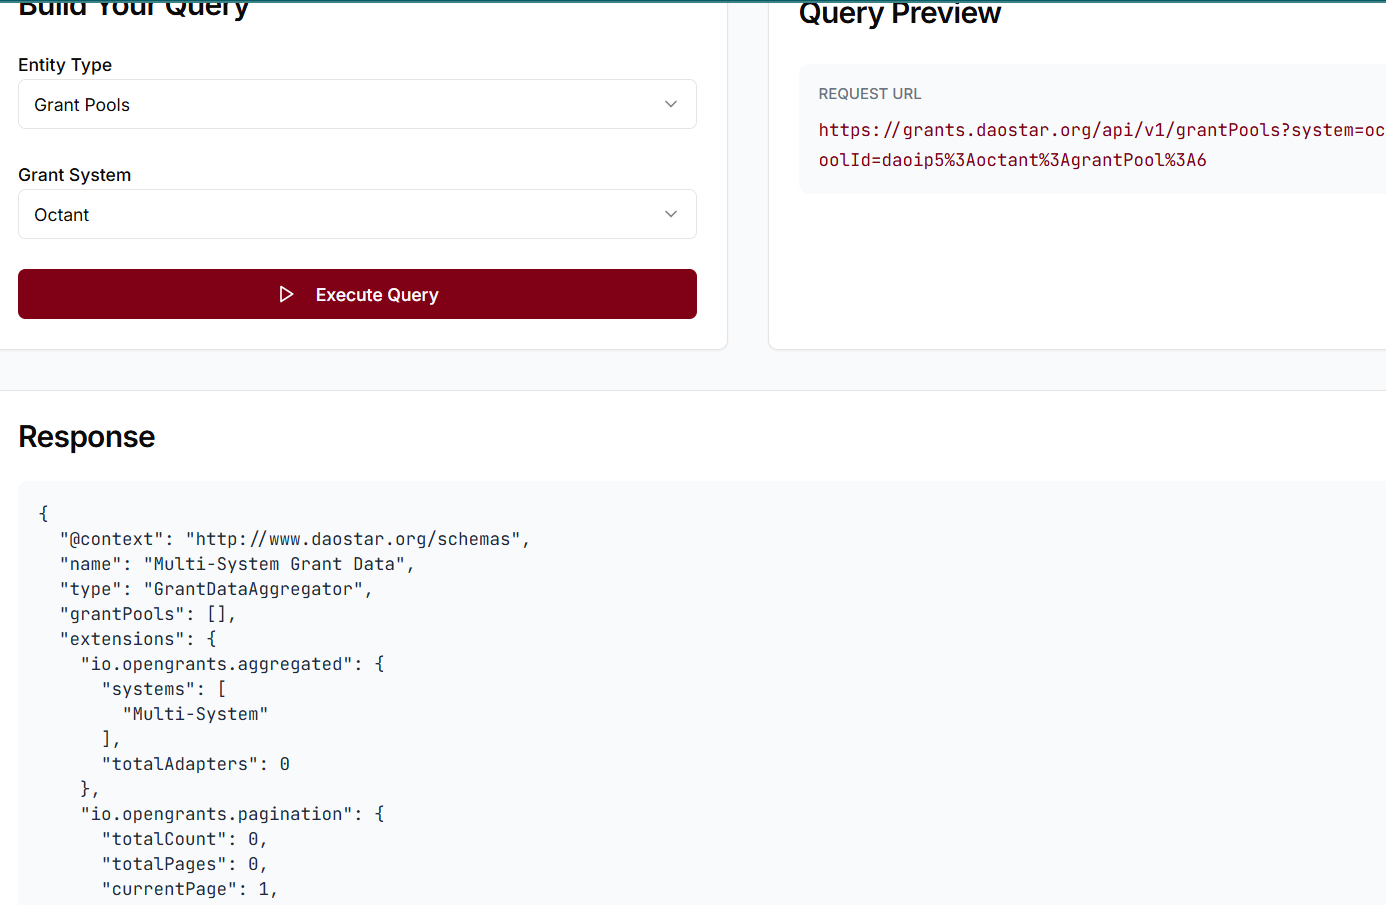 Build Your Query
Entity Type
Grant Pools
Grant System
Octant
Execute Query
Query Preview
REQUEST URL
https://grants.daostar.org/api/v1/grantPools?system=oc
oolId=daoip5%3Aoctant%3AgrantPool%3A6
Response
{
  "@context": "http://www.daostar.org/schemas",
  "name": "Multi-System Grant Data",
  "type": "GrantDataAggregator",
  "grantPools": [],
  "extensions": {
    "io.opengrants.aggregated": {
      "systems": [
        "Multi-System"
      ],
      "totalAdapters": 0
    },
    "io.opengrants.pagination": {
      "totalCount": 0,
      "totalPages": 0,
      "currentPage": 1,